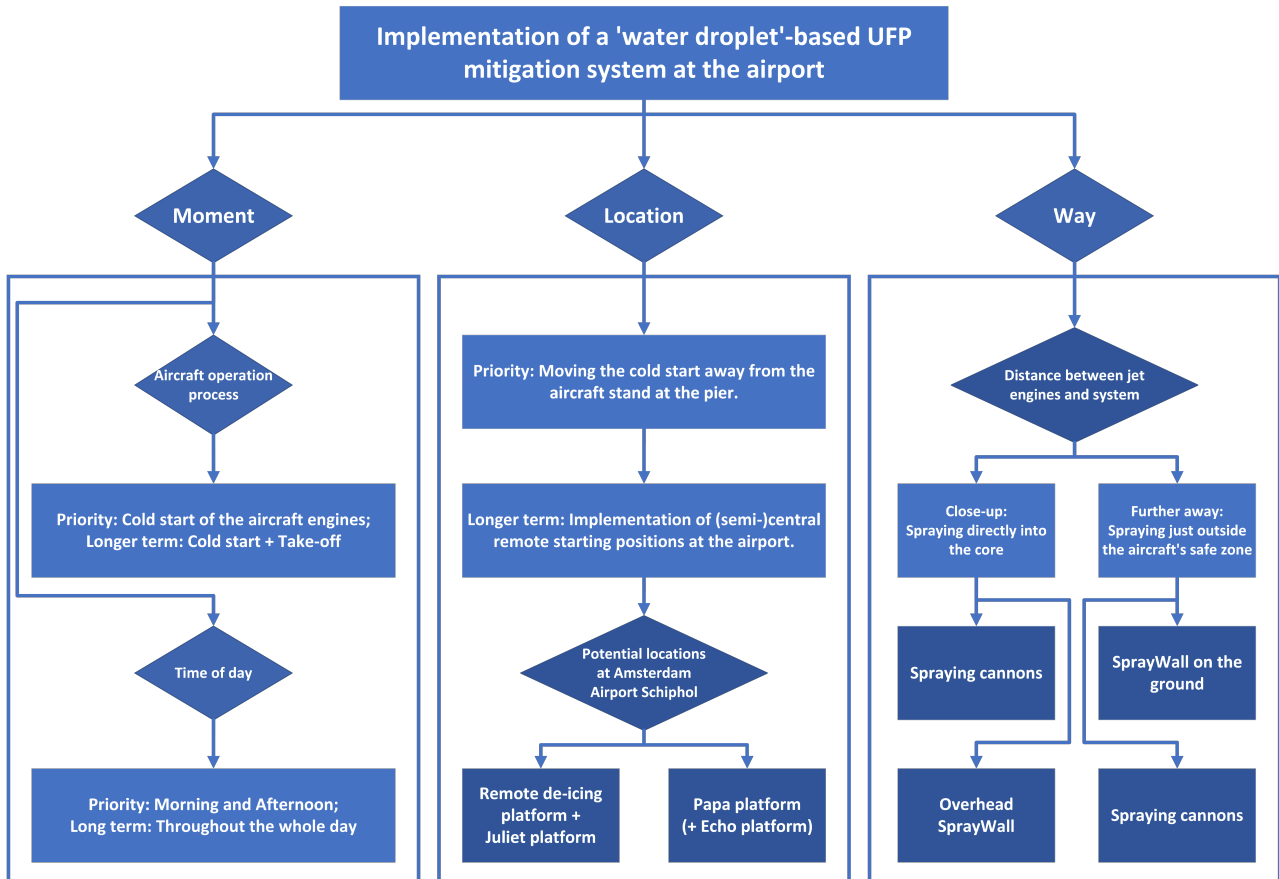 Implementation of a 'water droplet'-based UFP
mitigation system at the airport
Moment
Location
Way
Aircraft operation
process
Priority: Cold start of the aircraft engines;
Longer term: Cold start + Take-off
Time of day
Priority: Morning and Afternoon;
Long term: Throughout the whole day
Priority: Moving the cold start away from the
aircraft stand at the pier.
Longer term: Implementation of (semi-)central
remote starting positions at the airport.
Potential locations
at Amsterdam
Airport Schiphol
Remote de-icing
platform +
Juliet platform
Papa platform
(+ Echo platform)
Distance between jet
engines and system
Close-up:
Spraying directly into
the core
Further away:
Spraying just outside
the aircraft's safe zone
Spraying cannons
SprayWall on the
ground
Overhead
SprayWall
Spraying cannons